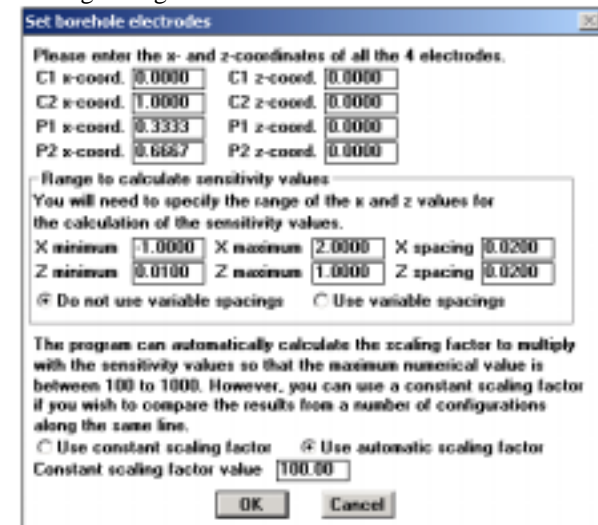 Set borehole electrodes
Please enter the x- and z-coordinates of all the 4 electrodes.
C1 x-coord. 0.0000 C1 z-coord. 0.0000
C2 x-coord. 1.0000 C2 z-coord. 0.0000
P1 x-coord. 0.3333 P1 z-coord. 0.0000
P2 x-coord. 0.6667 P2 z-coord. 0.0000
Range to calculate sensitivity values
You will need to specify the range of the x and z values for
the calculation of the sensitivity values.
X minimum -1.0000 X maximum 2.0000 X spacing 0.0200
Z minimum 0.0100 Z maximum 1.0000 Z spacing 0.0200
Do not use variable spacings Use variable spacings
The program can automatically calculate the scaling factor to multiply
with the sensitivity values so that the maximum numerical value is
between 100 to 1000. However, you can use a constant scaling factor
if you wish to compare the results from a number of configurations
along the same line.
Use constant scaling factor Use automatic scaling factor
Constant scaling factor value 100.00
OK Cancel